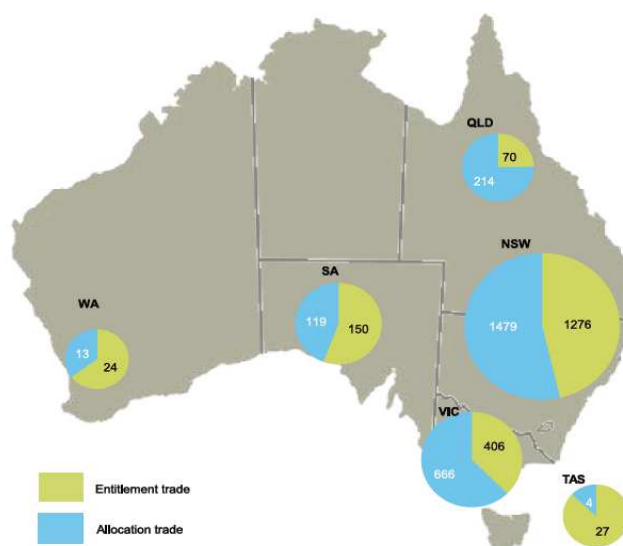 QLD
70
214
NSW
1479
1276
SA
119
150
WA
13
24
VIC
406
666
TAS
4
27
Entitlement trade
Allocation trade